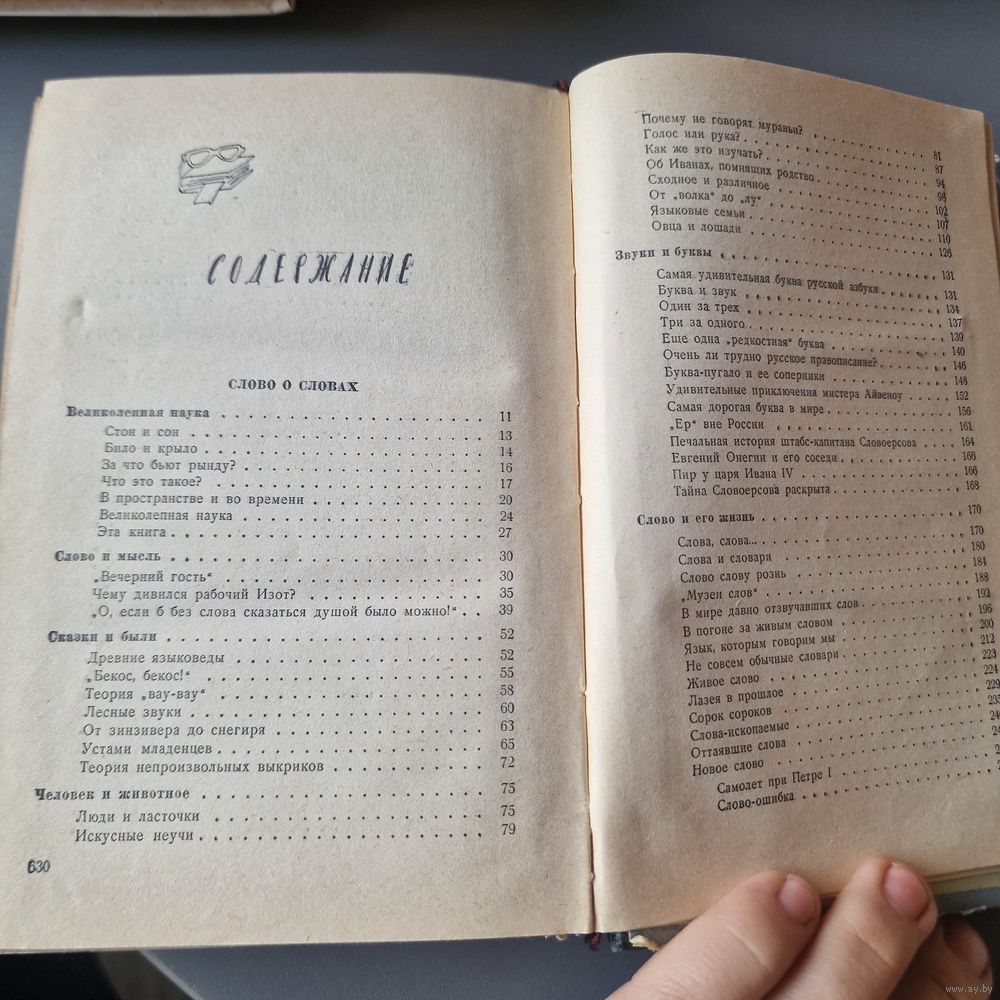 СОДЕРЖАНИЕ
СЛОВО О СЛОВАХ
Великолепная наука . . . 11
Стон и сон . . . 13
Било и крыло . . . 14
За что бьют рынду? . . . 16
Что это такое? . . . 17
В пространстве и во времени . . . 20
Великолепная наука . . . 24
Эта книга . . . 27
Слово и мысль . . . 30
„Вечерний гость“ . . . 30
Чему дивился рабочий Изот? . . . 35
„О, если б без слова сказаться душой было можно!“ . . 39
Сказки и были . . . 52
Древние языковеды . . . 52
„Бекос, бекос!“ . . . 55
Теория „вау-вау“ . . . 58
Лесные звуки . . . 60
От зинзивера до снегиря . . . 63
Устами младенцев . . . 65
Теория непроизвольных выкриков . . . 72
Человек и животное . . . 75
Люди и ласточки . . . 75
Искусные неучи . . . 79
630
Почему не говорят муравьи? . . . 81
Голос или рука? . . . 87
Как же это изучать? . . . 94
Об Иванах, помнящих родство . . . 98
Сходное и различное . . . 102
От „волка“ до „лу“ . . . 107
Языковые семьи . . . 110
Овца и лошади . . . 126
Звуки и буквы . . . 131
Самая удивительная буква русской азбуки . . . 131
Буква и звук . . . 134
Один за трех . . . 137
Три за одного . . . 139
Еще одна „редкостная“ буква . . . 140
Очень ли трудно русское правописание? . . . 146
Буква-пугало и ее соперники . . . 148
Удивительные приключения мистера Айвеноу . . . 152
Самая дорогая буква в мире . . . 156
„Ер“ вне России . . . 161
Печальная история штабс-капитана Словоерсова . . . 164
Евгений Онегин и его соседи . . . 166
Пир у царя Ивана IV . . . 166
Тайна Словоерсова раскрыта . . . 168
Слово и его жизнь . . . 170
Слова, слова... . . . 170
Слова и словари . . . 180
Слово слову рознь . . . 184
„Музеи слов“ . . . 188
В мире давно отзвучавших слов . . . 192
В погоне за живым словом . . . 196
Язык, которым говорим мы . . . 200
Не совсем обычные словари . . . 212
Живое слово . . . 223
Лазея в прошлое . . . 224
Сорок сороков . . . 229
Слова-ископаемые . . . 235
Оттаявшие слова . . .
Новое слово . . .
Самолет при Петре I . . .
Слово-ошибка . . .
www.ay.by